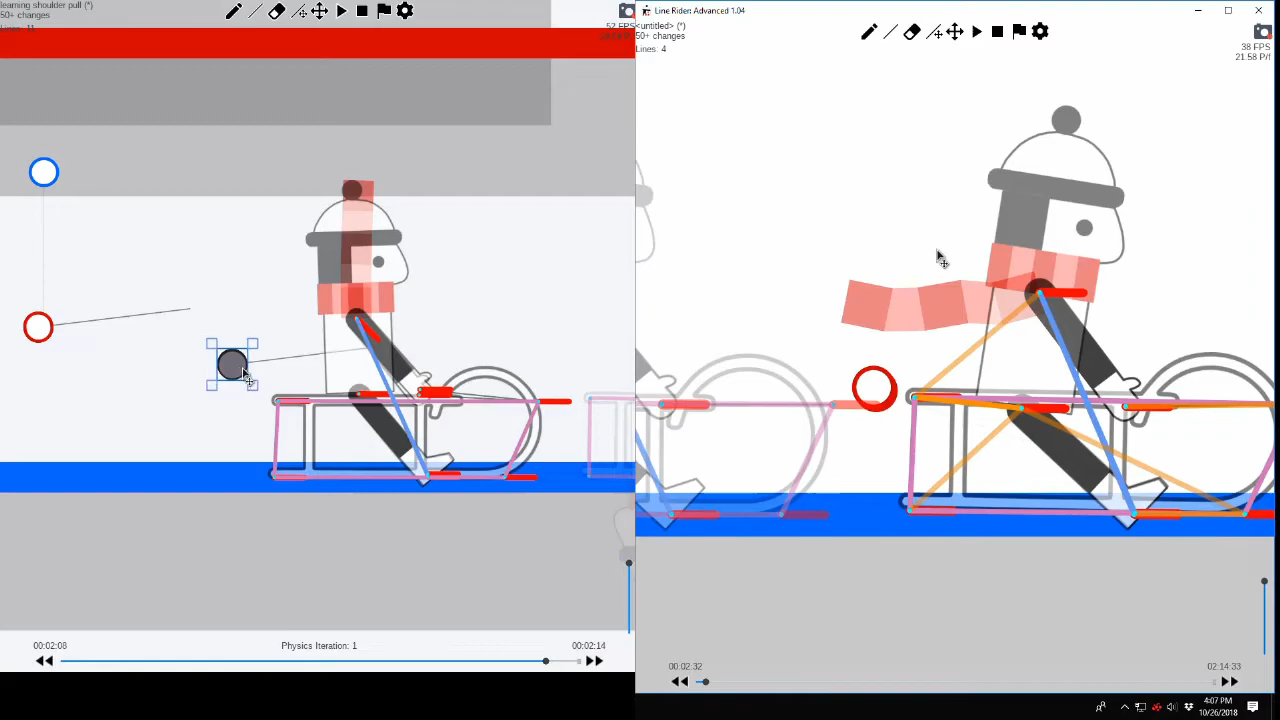 learning shoulder pull (*)
50+ changes
Lines: 11
52 FPS
00:02:08
Physics Iteration: 1
00:02:14
Line Rider: Advanced 1.04
<untitled> (*)
50+ changes
Lines: 4
38 FPS
21.58 P/f
00:02:32
02:14:33
4:07 PM
10/26/2018